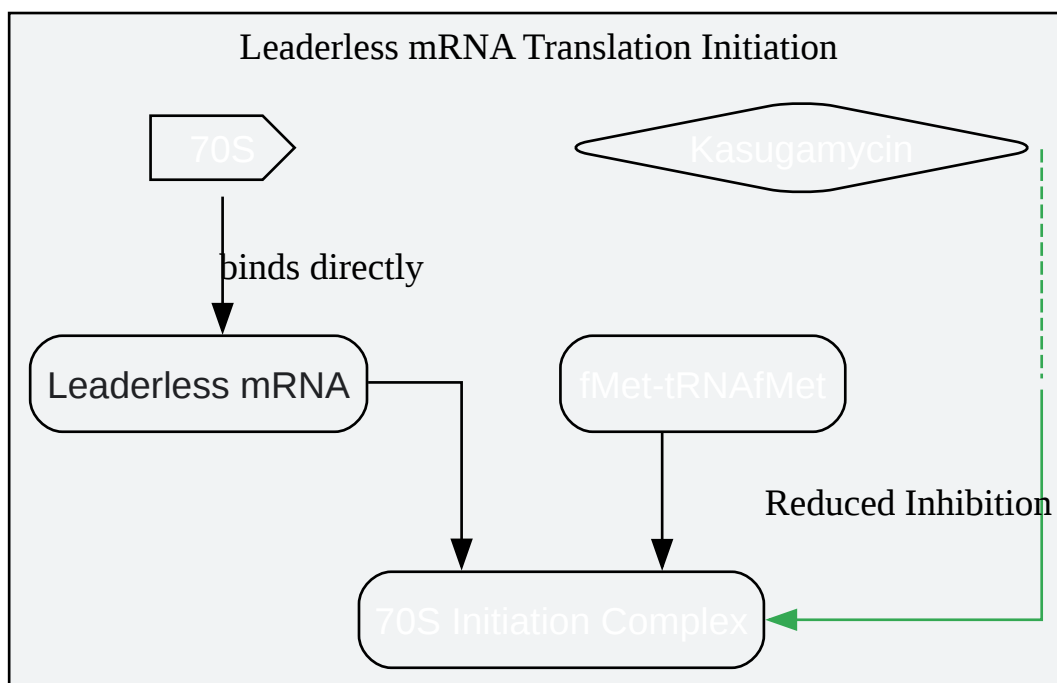 Leaderless mRNA Translation Initiation
70S
Kasugamycin
binds directly
Leaderless mRNA
fMet-tRNAfMet
Reduced Inhibition
70S Initiation Complex